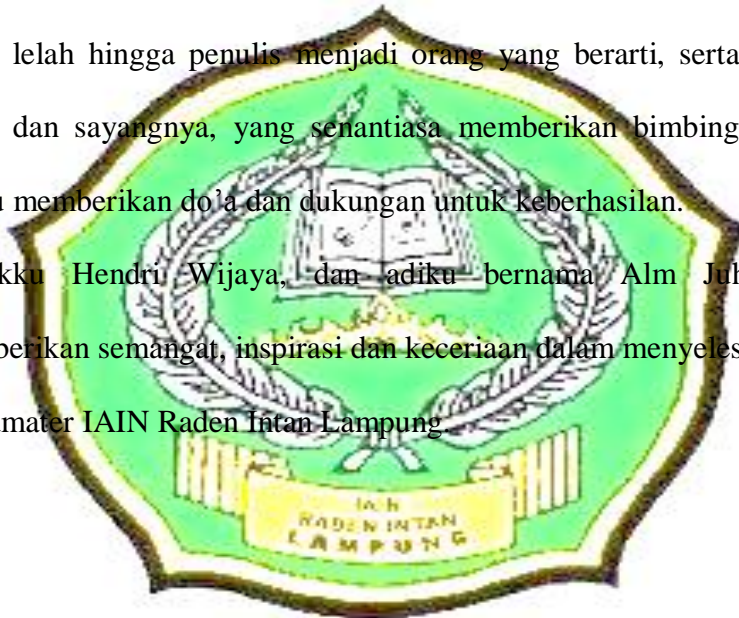 lelah hingga penulis menjadi orang yang berarti, serta
dan sayangnya, yang senantiasa memberikan bimbing
u memberikan do'a dan dukungan untuk keberhasilan.
kku Hendri Wijaya, dan adiku bernama Alm Juh
berikan semangat, inspirasi dan keceriaan dalam menyeles
amater IAIN Raden Intan Lampung
IAIN
RADEN INTAN
LAMPUNG